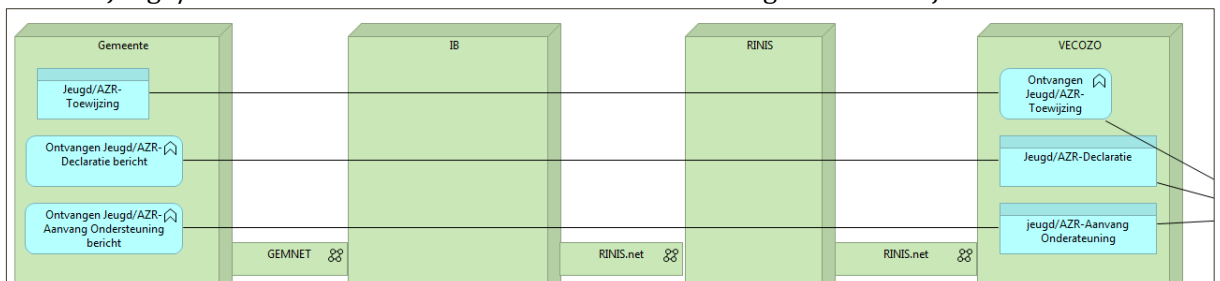 Gemeente
IB
RINIS
VECOZO
Jeugd/AZR-
Toewijzing
Ontvangen
Jeugd/AZR-
Toewijzing
Ontvangen Jeugd/AZR-
Declaratie bericht
Jeugd/AZR-Declaratie
Ontvangen Jeugd/AZR-
Aanvang Ondersteuning
bericht
jeugd/AZR-Aanvang
Onderateuning
GEMNET
RINIS.net
RINIS.net